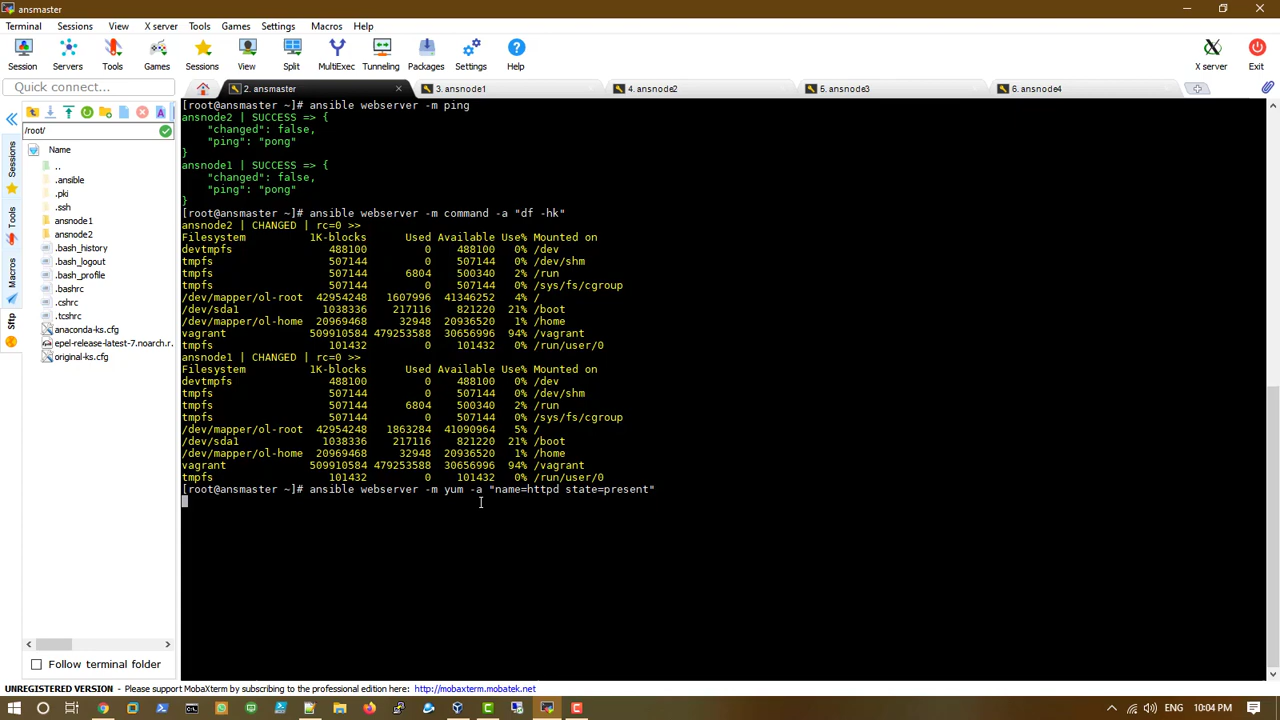 ansmaster
Terminal Sessions View X server Tools Games Settings Macros Help
Session Servers Tools Games Sessions View Split MultiExec Tunneling Packages Settings Help X server Exit
Quick connect... 2. ansmaster 3. ansnode1 4. ansnode2 5. ansnode3 6. ansnode4
/root/
Name
..
.ansible
.pki
.ssh
ansnode1
ansnode2
.bash_history
.bash_logout
.bash_profile
.bashrc
.cshrc
.tcshrc
anaconda-ks.cfg
epel-release-latest-7.noarch.r.
original-ks.cfg
Sessions
Tools
Macros
Sftp
[root@ansmaster ~]# ansible webserver -m ping
ansnode2 | SUCCESS => {
"changed": false,
"ping": "pong"
}
ansnode1 | SUCCESS => {
"changed": false,
"ping": "pong"
}
[root@ansmaster ~]# ansible webserver -m command -a "df -hk"
ansnode2 | CHANGED | rc=0 >>
Filesystem 1K-blocks Used Available Use% Mounted on
devtmpfs 488100 0 488100 0% /dev
tmpfs 507144 0 507144 0% /dev/shm
tmpfs 507144 6804 500340 2% /run
tmpfs 507144 0 507144 0% /sys/fs/cgroup
/dev/mapper/ol-root 42954248 1607996 41346252 4% /
/dev/sda1 1038336 217116 821220 21% /boot
/dev/mapper/ol-home 20969468 32948 20936520 1% /home
vagrant 509910584 479253588 30656996 94% /vagrant
tmpfs 101432 0 101432 0% /run/user/0
ansnode1 | CHANGED | rc=0 >>
Filesystem 1K-blocks Used Available Use% Mounted on
devtmpfs 488100 0 488100 0% /dev
tmpfs 507144 0 507144 0% /dev/shm
tmpfs 507144 6804 500340 2% /run
tmpfs 507144 0 507144 0% /sys/fs/cgroup
/dev/mapper/ol-root 42954248 1863284 41090964 5% /
/dev/sda1 1038336 217116 821220 21% /boot
/dev/mapper/ol-home 20969468 32948 20936520 1% /home
vagrant 509910584 479253588 30656996 94% /vagrant
tmpfs 101432 0 101432 0% /run/user/0
[root@ansmaster ~]# ansible webserver -m yum -a "name=httpd state=present"
Follow terminal folder
UNREGISTERED VERSION - Please support MobaXterm by subscribing to the professional edition here: http://mobaxterm.mobatek.net
ENG 10:04 PM